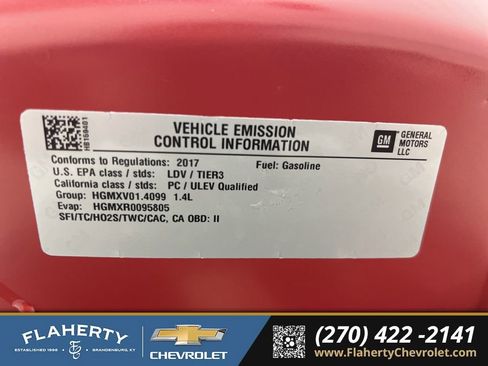 HB159401
VEHICLE EMISSION
CONTROL INFORMATION
GM
GENERAL
MOTORS
LLC
Conforms to Regulations: 2017
Fuel: Gasoline
U.S. EPA class / stds: LDV / TIER3
California class / stds: PC / ULEV Qualified
Group: HGMXV01.4099 1.4L
Evap: HGMXR0095805
SFI/TC/HO2S/TWC/CAC, CA OBD: II
FLAHERTY
ESTABLISHED 1996
BRANDENBURG, KY
CHEVROLET
(270) 422 -2141
www.FlahertyChevrolet.com